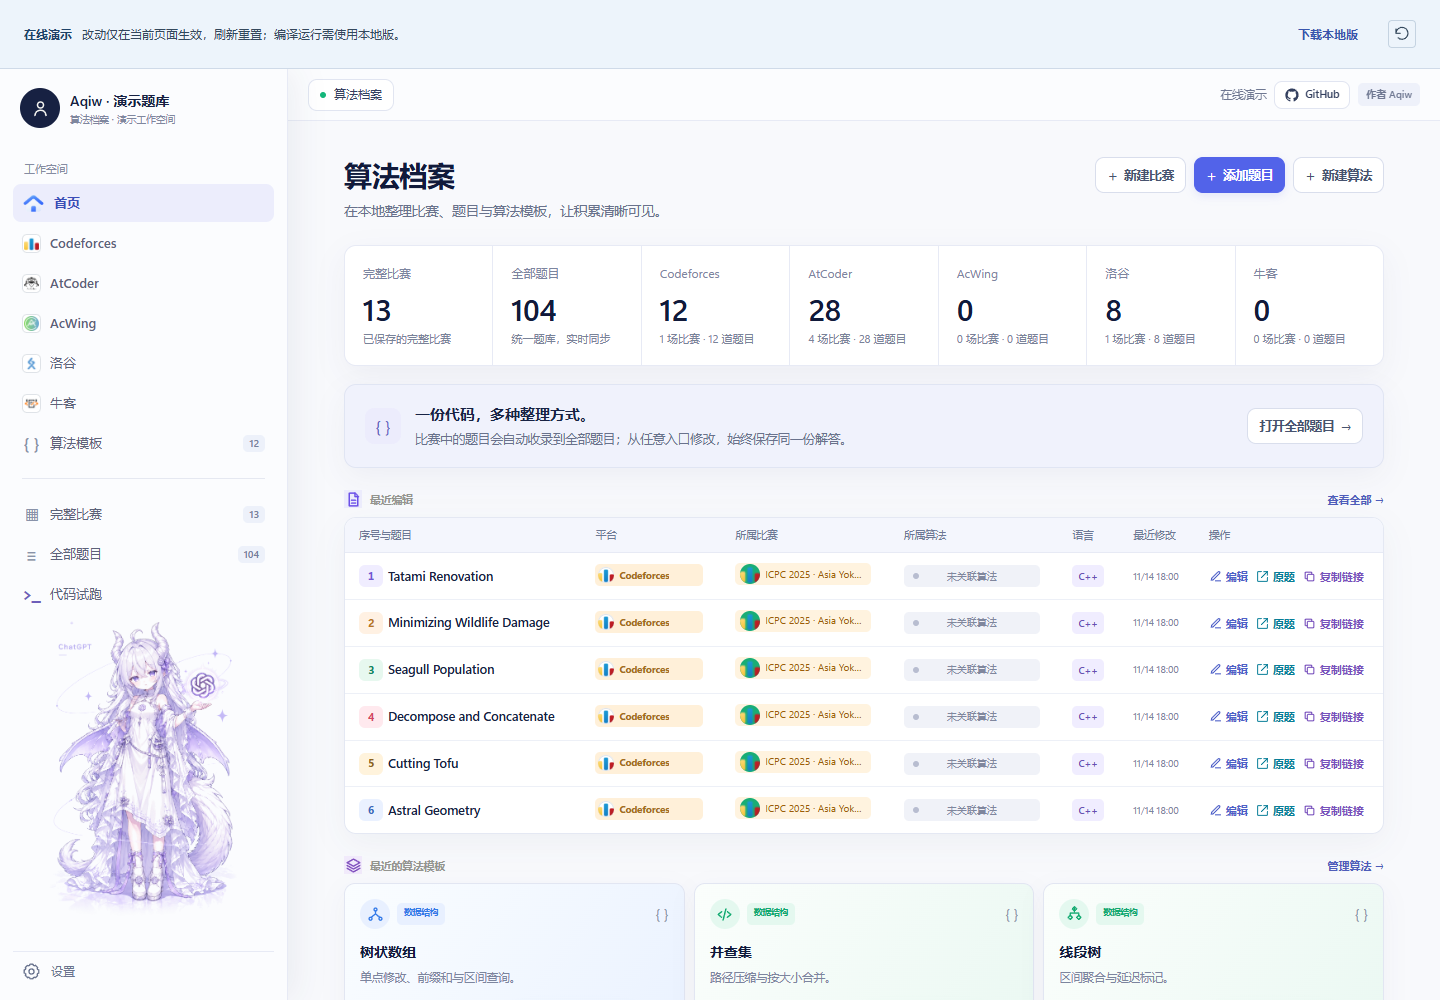 在线演示 改动仅在当前页面生效，刷新重置；编译运行需使用本地版。
下载本地版
Aqiw · 演示题库
算法档案 · 演示工作空间
工作空间
首页
Codeforces
AtCoder
AcWing
洛谷
牛客
{ } 算法模板 12
完整比赛 13
全部题目 104
代码试跑
ChatGPT
设置
算法档案
在线演示 GitHub 作者 Aqiw
算法档案
在本地整理比赛、题目与算法模板，让积累清晰可见。
+ 新建比赛 + 添加题目 + 新建算法
完整比赛 全部题目 Codeforces AtCoder AcWing 洛谷 牛客
13 104 12 28 0 8 0
已保存的完整比赛 统一题库，实时同步 1 场比赛 · 12 道题目 4 场比赛 · 28 道题目 0 场比赛 · 0 道题目 1 场比赛 · 8 道题目 0 场比赛 · 0 道题目
{ } 一份代码，多种整理方式。
比赛中的题目会自动收录到全部题目；从任意入口修改，始终保存同一份解答。
打开全部题目 →
最近编辑 查看全部 →
序号与题目 平台 所属比赛 所属算法 语言 最近修改 操作
1 Tatami Renovation Codeforces ICPC 2025 · Asia Yok... 未关联算法 C++ 11/14 18:00 编辑 原题 复制链接
2 Minimizing Wildlife Damage Codeforces ICPC 2025 · Asia Yok... 未关联算法 C++ 11/14 18:00 编辑 原题 复制链接
3 Seagull Population Codeforces ICPC 2025 · Asia Yok... 未关联算法 C++ 11/14 18:00 编辑 原题 复制链接
4 Decompose and Concatenate Codeforces ICPC 2025 · Asia Yok... 未关联算法 C++ 11/14 18:00 编辑 原题 复制链接
5 Cutting Tofu Codeforces ICPC 2025 · Asia Yok... 未关联算法 C++ 11/14 18:00 编辑 原题 复制链接
6 Astral Geometry Codeforces ICPC 2025 · Asia Yok... 未关联算法 C++ 11/14 18:00 编辑 原题 复制链接
最近的算法模板 管理算法 →
数据结构 { } 数据结构 { } 数据结构 { }
树状数组 并查集 线段树
单点修改、前缀和与区间查询。 路径压缩与按大小合并。 区间聚合与延迟标记。